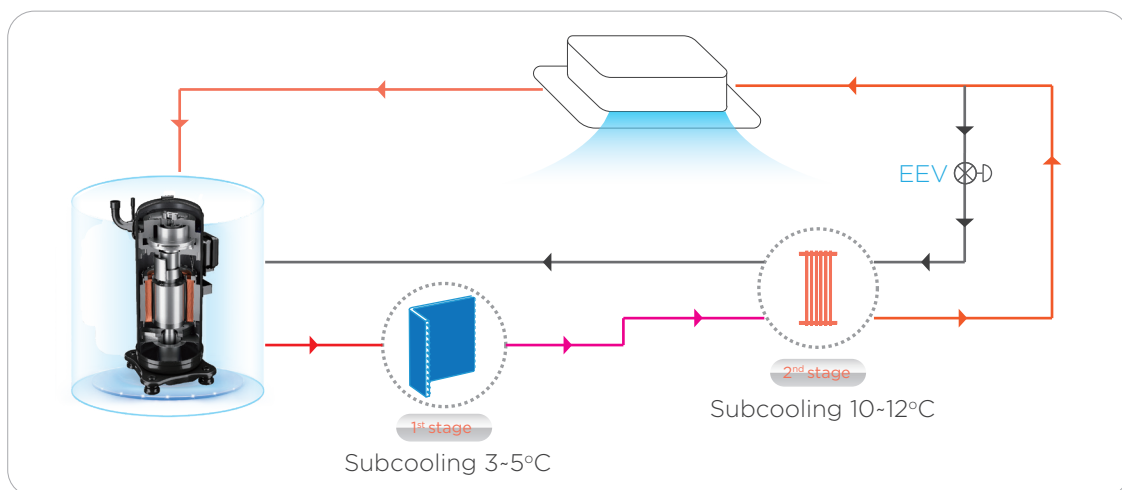 EEV
2nd stage
Subcooling 10~12°C
1st stage
Subcooling 3~5°C